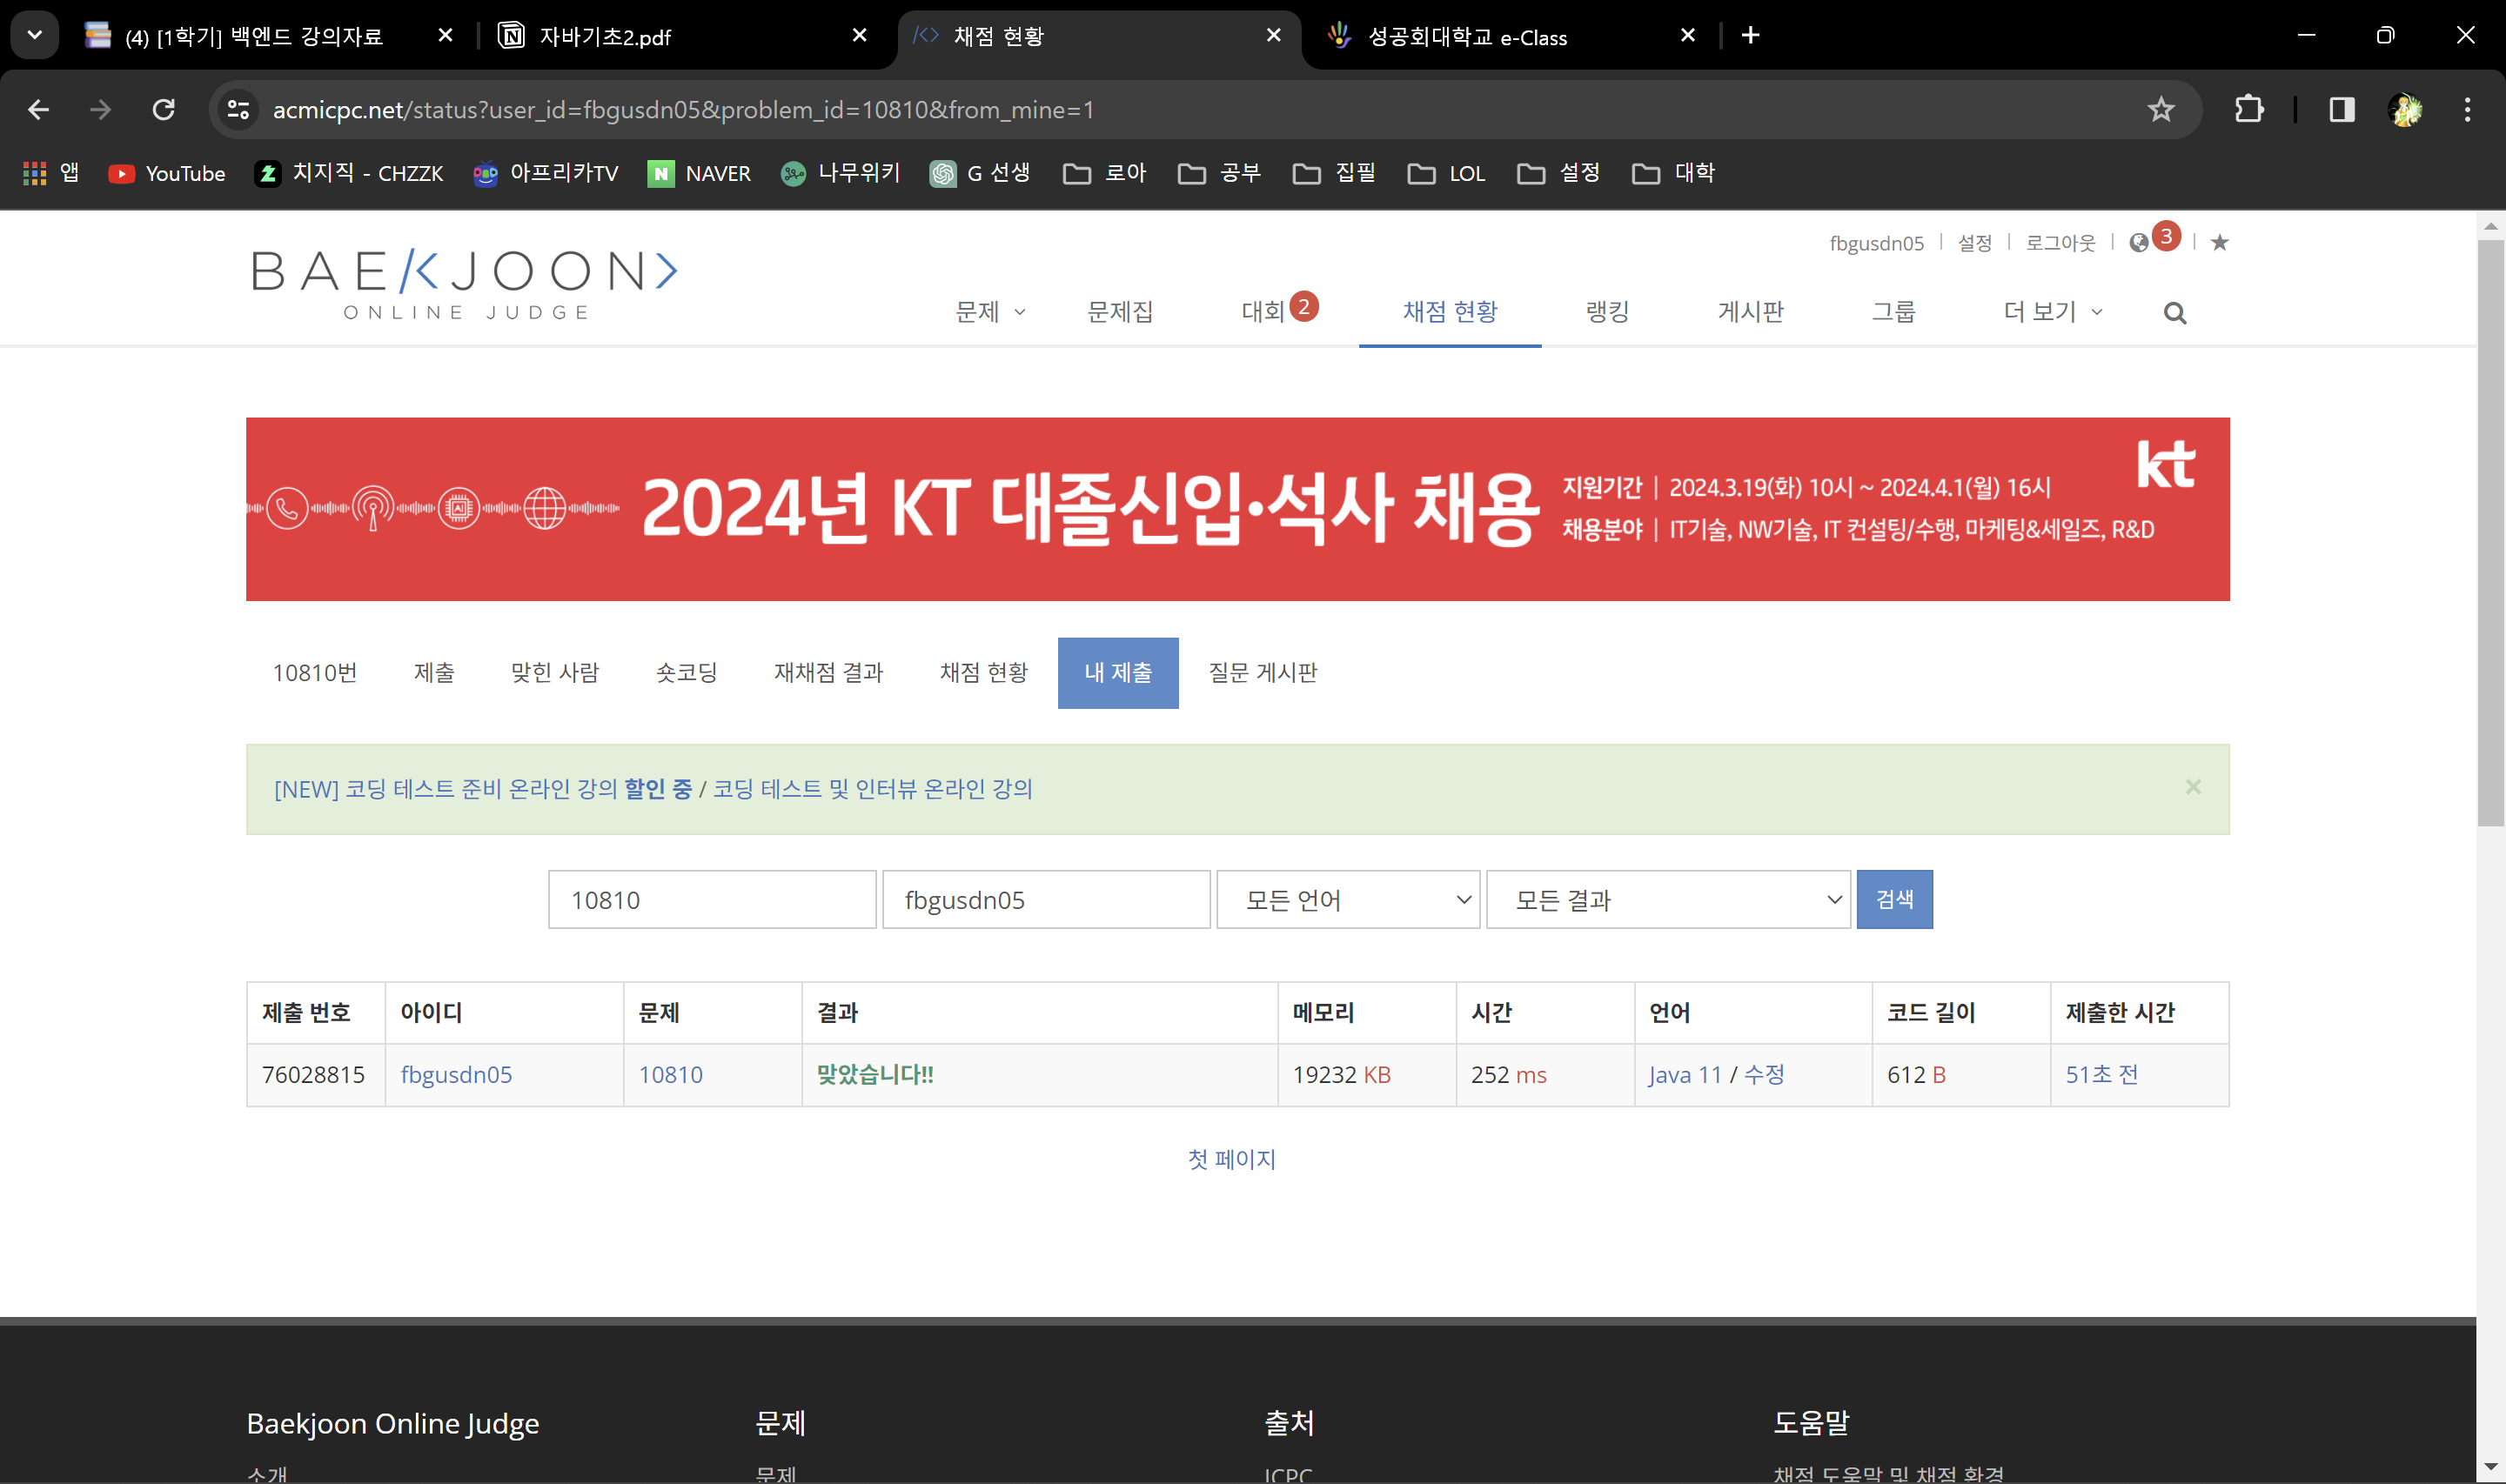 (4) [1학기] 백엔드 강의자료
자바기초2.pdf
채점 현황
성공회대학교 e-Class
acmicpc.net/status?user_id=fbgusdn05&problem_id=10810&from_mine=1
앱 YouTube 치지직 - CHZZK 아프리카TV NAVER 나무위키 G 선생 로아 공부 집필 LOL 설정 대학
fbgusdn05 설정 로그아웃 3
BAEKJOON
ONLINE JUDGE
문제 문제집 대회 2 채점 현황 랭킹 게시판 그룹 더 보기
2024년 KT 대졸신입·석사 채용
지원기간 | 2024.3.19(화) 10시 ~ 2024.4.1(월) 16시
채용분야 | IT기술, NW기술, IT 컨설팅/수행, 마케팅&세일즈, R&D
kt
AI
10810번 제출 맞힌 사람 숏코딩 재채점 결과 채점 현황 내 제출 질문 게시판
[NEW] 코딩 테스트 준비 온라인 강의 할인 중 / 코딩 테스트 및 인터뷰 온라인 강의
×
10810 fbgusdn05 모든 언어 모든 결과 검색
제출 번호 아이디 문제 결과 메모리 시간 언어 코드 길이 제출한 시간
76028815 fbgusdn05 10810 맞았습니다!! 19232 KB 252 ms Java 11 / 수정 612 B 51초 전
첫 페이지
Baekjoon Online Judge 문제 출처 도움말
소개 문제 ICPC 채점 도움말 및 채점 환경